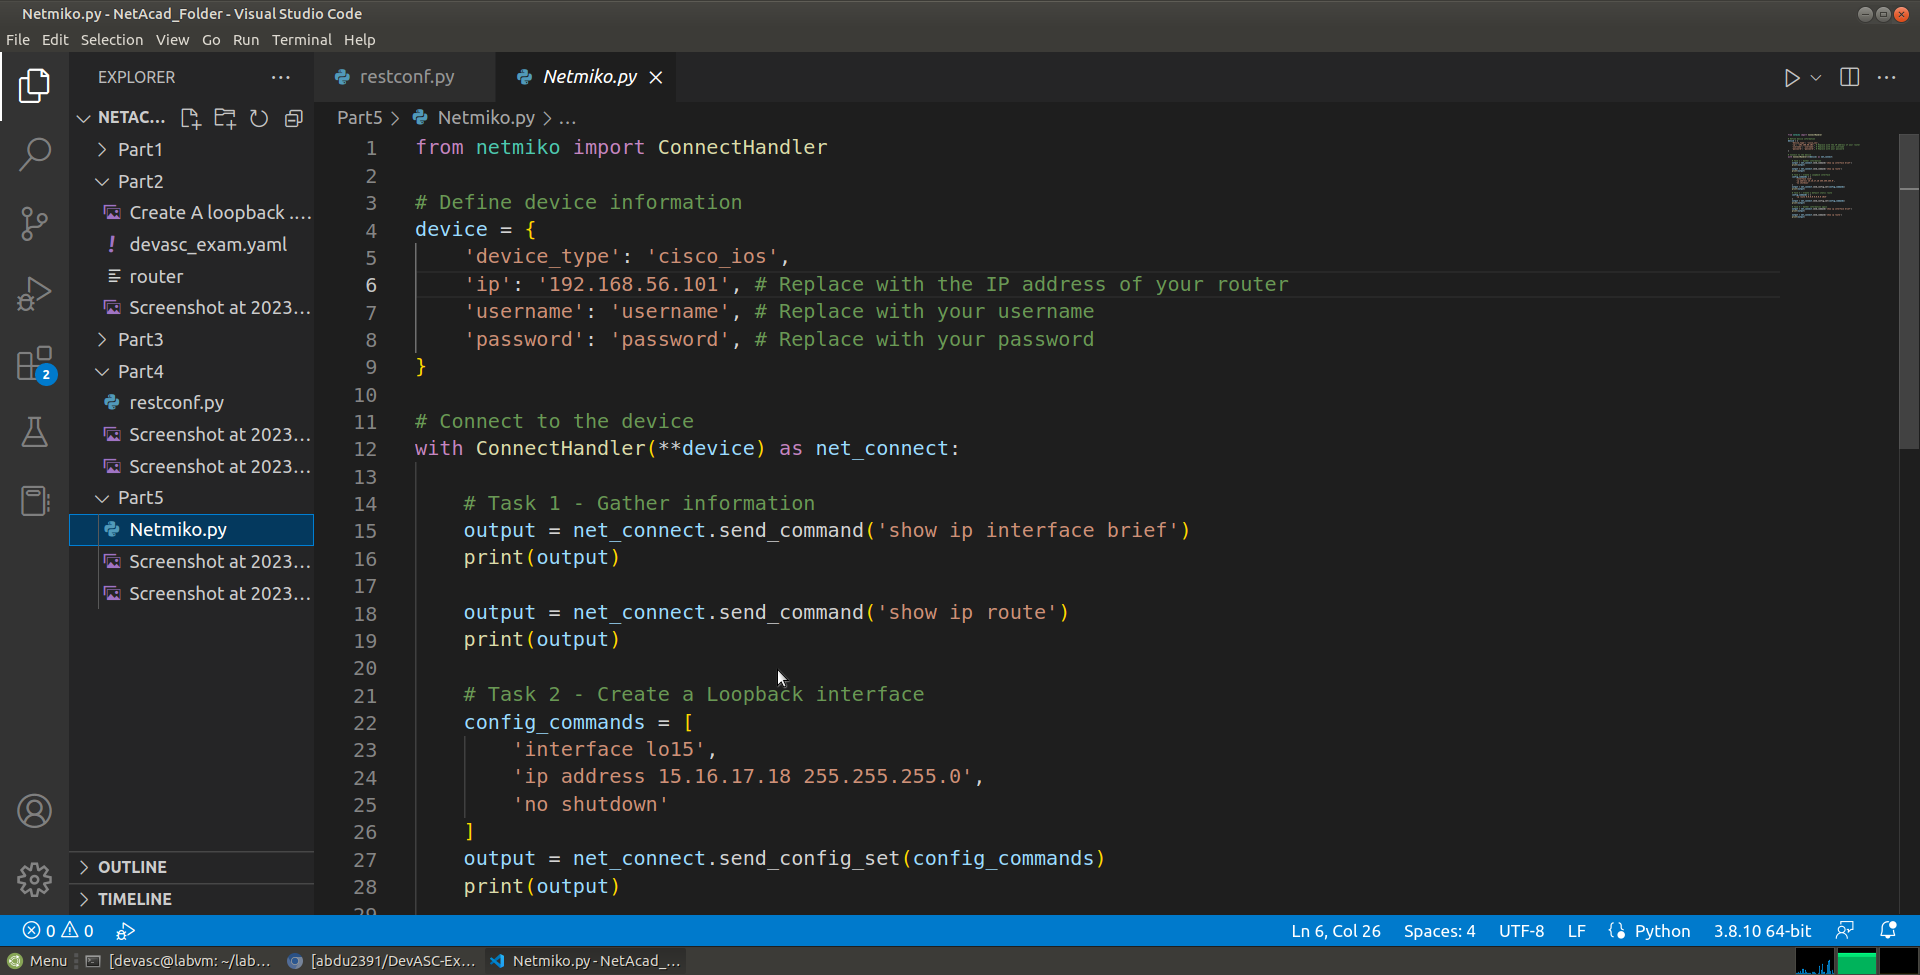 Netmiko.py - NetAcad_Folder - Visual Studio Code
File Edit Selection View Go Run Terminal Help
EXPLORER ...
restconf.py
Netmiko.py
NETAC...
Part1
Part2
Create A loopback ....
devasc_exam.yaml
router
Screenshot at 2023...
Part3
Part4
restconf.py
Screenshot at 2023...
Screenshot at 2023...
Part5
Netmiko.py
Screenshot at 2023...
Screenshot at 2023...
OUTLINE
TIMELINE
2
Part5 > Netmiko.py > ...
1 from netmiko import ConnectHandler
2
3 # Define device information
4 device = {
5     'device_type': 'cisco_ios',
6     'ip': '192.168.56.101', # Replace with the IP address of your router
7     'username': 'username', # Replace with your username
8     'password': 'password', # Replace with your password
9 }
10
11 # Connect to the device
12 with ConnectHandler(**device) as net_connect:
13
14     # Task 1 - Gather information
15     output = net_connect.send_command('show ip interface brief')
16     print(output)
17
18     output = net_connect.send_command('show ip route')
19     print(output)
20
21     # Task 2 - Create a Loopback interface
22     config_commands = [
23         'interface lo15',
24         'ip address 15.16.17.18 255.255.255.0',
25         'no shutdown'
26     ]
27     output = net_connect.send_config_set(config_commands)
28     print(output)
29
0 0 Ln 6, Col 26 Spaces: 4 UTF-8 LF Python 3.8.10 64-bit
Menu [devasc@labvm: ~/lab... [abdu2391/DevASC-Ex... Netmiko.py - NetAcad_...